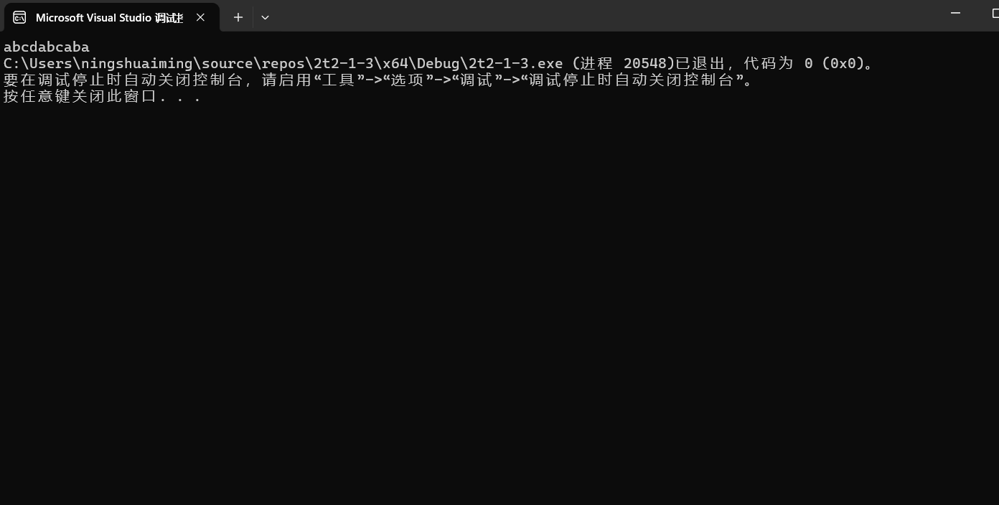 Microsoft Visual Studio 调试
abcdabcaba
C:\Users\ningshuaiming\source\repos\2t2-1-3\x64\Debug\2t2-1-3.exe (进程 20548)已退出，代码为 0 (0x0)。
要在调试停止时自动关闭控制台，请启用“工具”->“选项”->“调试”->“调试停止时自动关闭控制台”。
按任意键关闭此窗口. . .